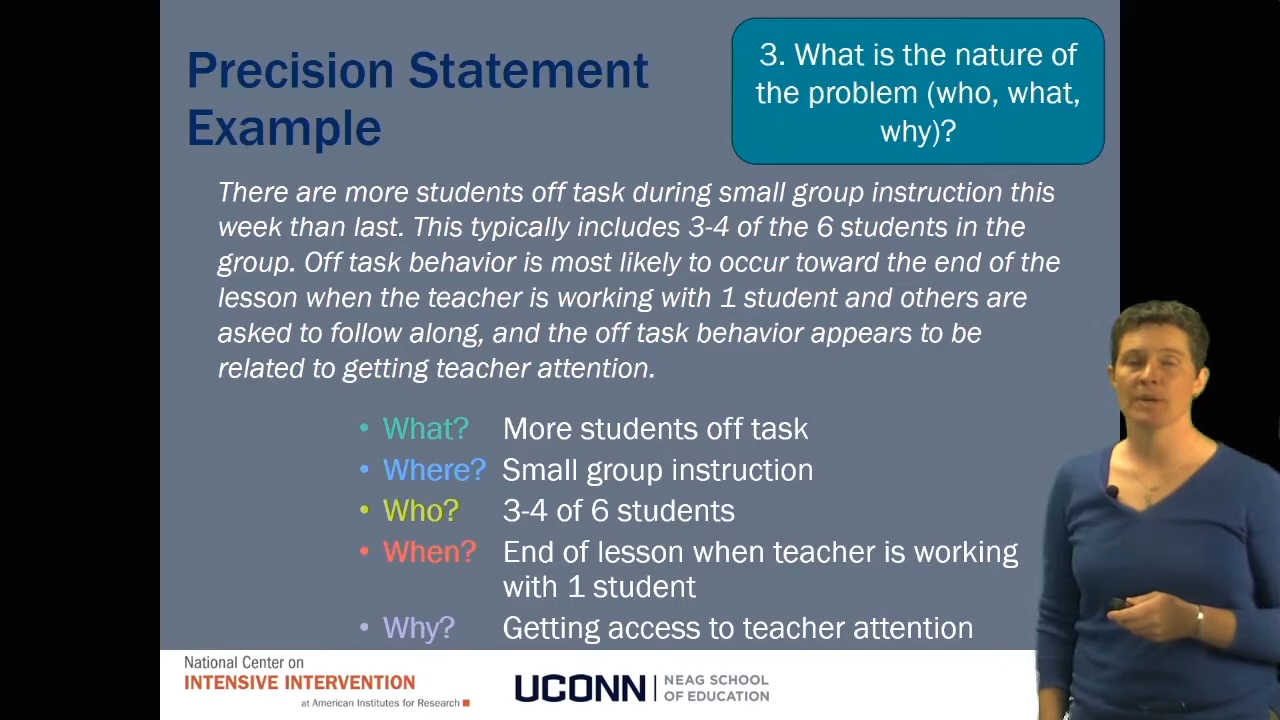 Precision Statement
Example
3. What is the nature of
the problem (who, what,
why)?
There are more students off task during small group instruction this
week than last. This typically includes 3-4 of the 6 students in the
group. Off task behavior is most likely to occur toward the end of the
lesson when the teacher is working with 1 student and others are
asked to follow along, and the off task behavior appears to be
related to getting teacher attention.
• What? More students off task
• Where? Small group instruction
• Who? 3-4 of 6 students
• When? End of lesson when teacher is working
with 1 student
• Why? Getting access to teacher attention
National Center on
INTENSIVE INTERVENTION
at American Institutes for Research
UCONN | NEAG SCHOOL
OF EDUCATION